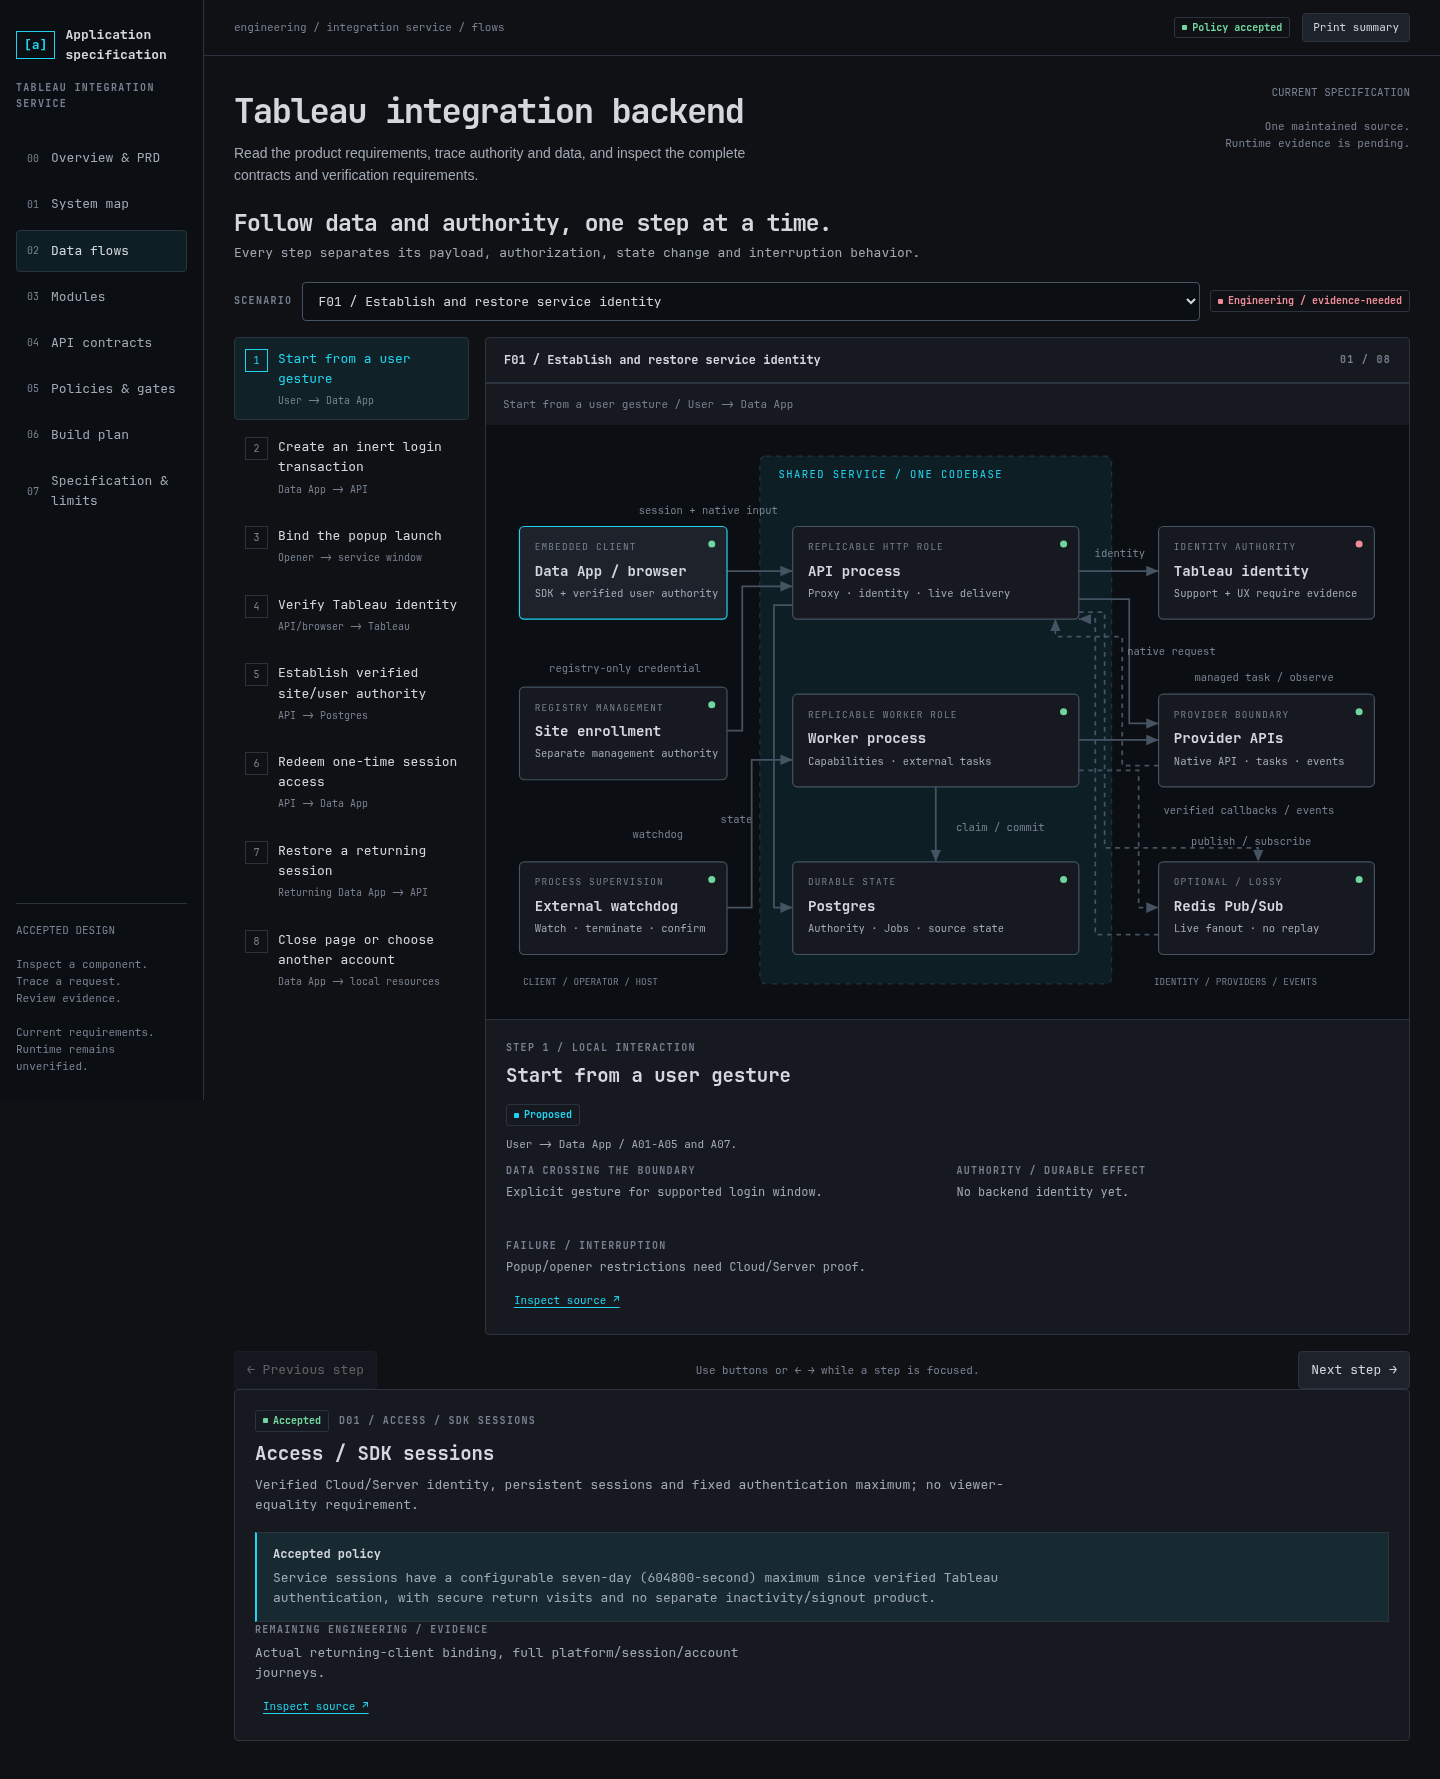 [a]
Application
specification
TABLEAU INTEGRATION
SERVICE
00 Overview & PRD
01 System map
02 Data flows
03 Modules
04 API contracts
05 Policies & gates
06 Build plan
07 Specification &
limits
ACCEPTED DESIGN
Inspect a component.
Trace a request.
Review evidence.
Current requirements.
Runtime remains
unverified.
engineering / integration service / flows
Policy accepted
Print summary
Tableau integration backend
Read the product requirements, trace authority and data, and inspect the complete
contracts and verification requirements.
CURRENT SPECIFICATION
One maintained source.
Runtime evidence is pending.
Follow data and authority, one step at a time.
Every step separates its payload, authorization, state change and interruption behavior.
SCENARIO
F01 / Establish and restore service identity
Engineering / evidence-needed
1 Start from a user
gesture
User → Data App
2 Create an inert login
transaction
Data App → API
3 Bind the popup launch
Opener → service window
4 Verify Tableau identity
API/browser → Tableau
5 Establish verified
site/user authority
API → Postgres
6 Redeem one-time session
access
API → Data App
7 Restore a returning
session
Returning Data App → API
8 Close page or choose
another account
Data App → local resources
F01 / Establish and restore service identity
01 / 08
Start from a user gesture / User → Data App
SHARED SERVICE / ONE CODEBASE
session + native input
EMBEDDED CLIENT
Data App / browser
SDK + verified user authority
REPLICABLE HTTP ROLE
API process
Proxy · identity · live delivery
identity
IDENTITY AUTHORITY
Tableau identity
Support + UX require evidence
native request
registry-only credential
managed task / observe
REGISTRY MANAGEMENT
Site enrollment
Separate management authority
REPLICABLE WORKER ROLE
Worker process
Capabilities · external tasks
PROVIDER BOUNDARY
Provider APIs
Native API · tasks · events
verified callbacks / events
state
watchdog
claim / commit
publish / subscribe
PROCESS SUPERVISION
External watchdog
Watch · terminate · confirm
DURABLE STATE
Postgres
Authority · Jobs · source state
OPTIONAL / LOSSY
Redis Pub/Sub
Live fanout · no replay
CLIENT / OPERATOR / HOST
IDENTITY / PROVIDERS / EVENTS
STEP 1 / LOCAL INTERACTION
Start from a user gesture
Proposed
User → Data App / A01-A05 and A07.
DATA CROSSING THE BOUNDARY
Explicit gesture for supported login window.
AUTHORITY / DURABLE EFFECT
No backend identity yet.
FAILURE / INTERRUPTION
Popup/opener restrictions need Cloud/Server proof.
Inspect source ↗
← Previous step
Use buttons or ← → while a step is focused.
Next step →
Accepted
D01 / ACCESS / SDK SESSIONS
Access / SDK sessions
Verified Cloud/Server identity, persistent sessions and fixed authentication maximum; no viewer-
equality requirement.
Accepted policy
Service sessions have a configurable seven-day (604800-second) maximum since verified Tableau
authentication, with secure return visits and no separate inactivity/signout product.
REMAINING ENGINEERING / EVIDENCE
Actual returning-client binding, full platform/session/account
journeys.
Inspect source ↗